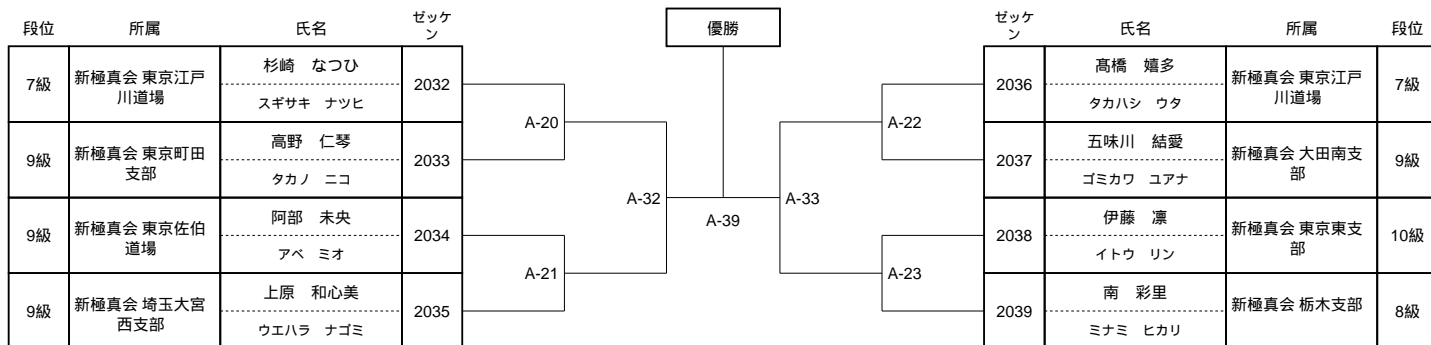 段位
所属
氏名
ゼッケ
ン
優勝
ゼッケ
ン
氏名
所属
段位
7級
新極真会 東京江戸
川道場
杉崎　なつひ
スギサキ　ナツヒ
2032
9級
新極真会 東京町田
支部
高野　仁琴
タカノ　ニコ
2033
9級
新極真会 東京佐伯
道場
阿部　未央
アベ　ミオ
2034
9級
新極真会 埼玉大宮
西支部
上原　和心美
ウエハラ　ナゴミ
2035
A-20
A-21
A-32
A-39
A-33
A-22
A-23
2036
髙橋　嬉多
タカハシ　ウタ
新極真会 東京江戸
川道場
7級
2037
五味川　結愛
ゴミカワ　ユアナ
新極真会 大田南支
部
9級
2038
伊藤　凛
イトウ　リン
新極真会 東京東支
部
10級
2039
南　彩里
ミナミ　ヒカリ
新極真会 栃木支部
8級